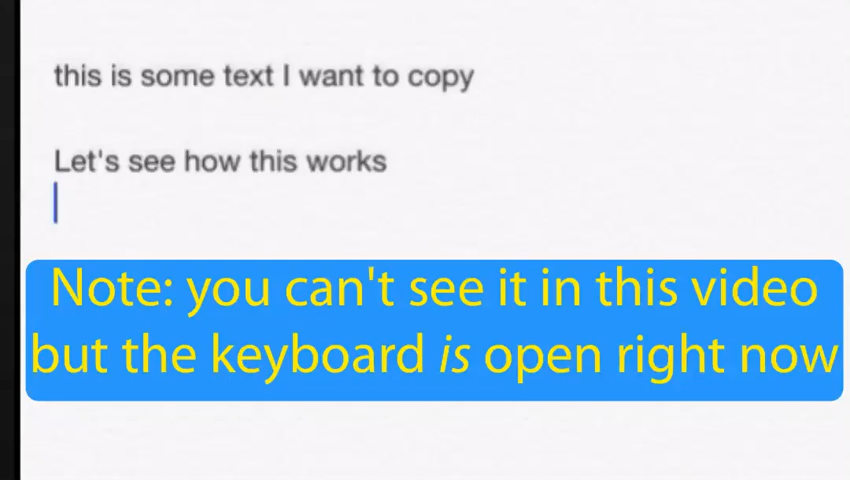 this is some text I want to copy
Let's see how this works
Note: you can't see it in this video
but the keyboard is open right now